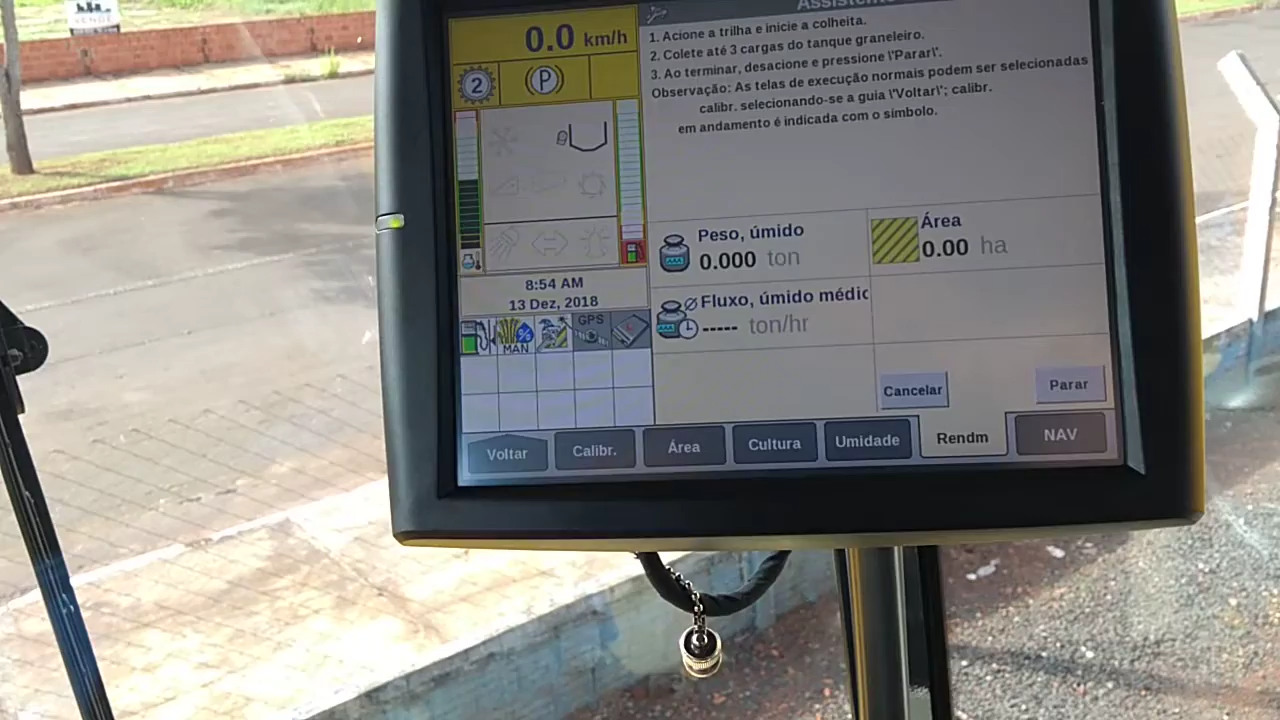 VENDE
0.0 km/h
2
P
8:54 AM
13 Dez, 2018
MAN
GPS
1. Acione a trilha e inicie a colheita.
2. Colete até 3 cargas do tanque graneleiro.
3. Ao terminar, desacione e pressione \'Parar\'.
Observação: As telas de execução normais podem ser selecionadas
calibr. selecionando-se a guia \'Voltar\'; calibr.
em andamento é indicada com o símbolo.
Peso, úmido
0.000 ton
Área
0.00 ha
Fluxo, úmido médic
----- ton/hr
Cancelar
Parar
Voltar
Calibr.
Área
Cultura
Umidade
Rendm
NAV